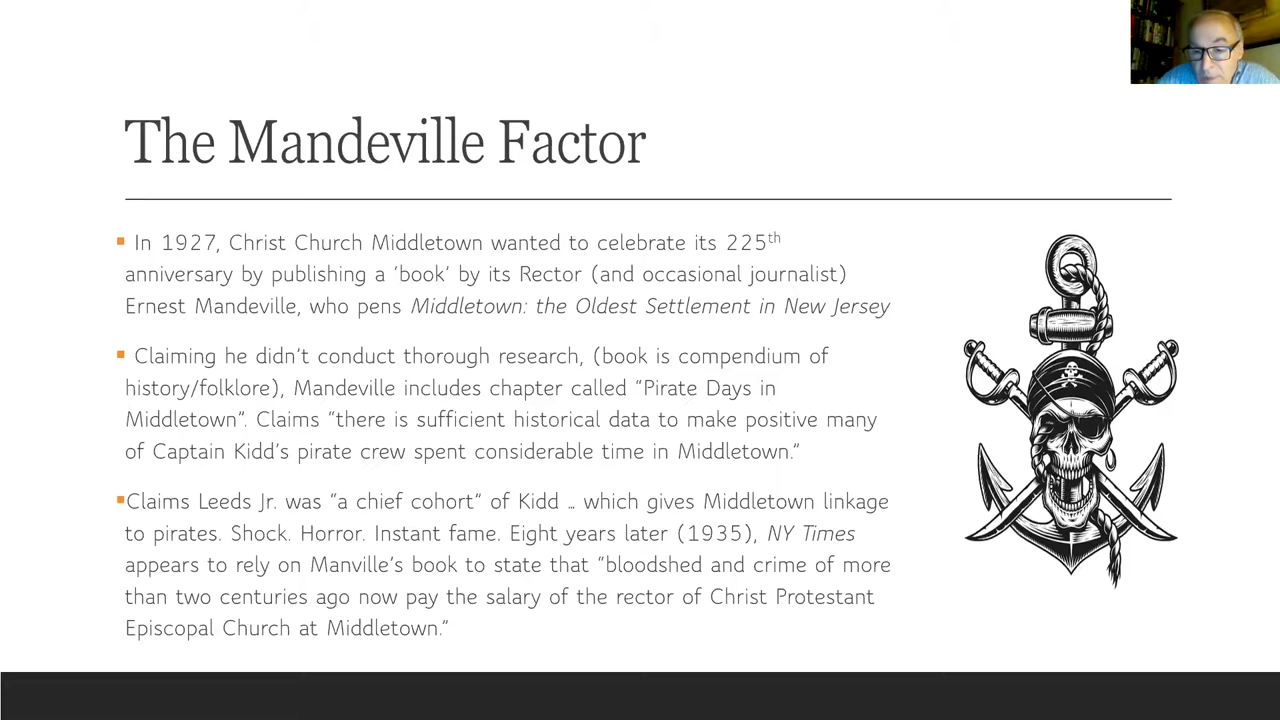 The Mandeville Factor
▪ In 1927, Christ Church Middletown wanted to celebrate its 225th
anniversary by publishing a ‘book’ by its Rector (and occasional journalist)
Ernest Mandeville, who pens Middletown: the Oldest Settlement in New Jersey
▪ Claiming he didn’t conduct thorough research, (book is compendium of
history/folklore), Mandeville includes chapter called “Pirate Days in
Middletown”. Claims “there is sufficient historical data to make positive many
of Captain Kidd’s pirate crew spent considerable time in Middletown.”
▪Claims Leeds Jr. was “a chief cohort” of Kidd … which gives Middletown linkage
to pirates. Shock. Horror. Instant fame. Eight years later (1935), NY Times
appears to rely on Manville’s book to state that “bloodshed and crime of more
than two centuries ago now pay the salary of the rector of Christ Protestant
Episcopal Church at Middletown.”